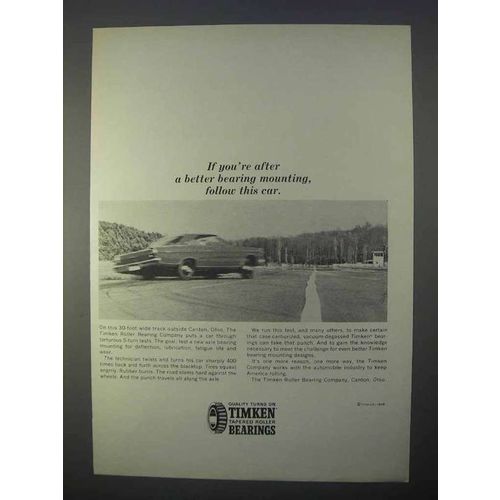 If you're after
a better bearing mounting,
follow this car.
On this 30-foot wide track outside Canton, Ohio, The
Timken Roller Bearing Company puts a car through
torturous S-turn tests. The goal: test a new axle bearing
mounting for deflection, lubrication, fatigue life and
wear.
The technician twists and turns his car sharply 400
times back and forth across the blacktop. Tires squeal
angrily. Rubber burns. The road slams hard against the
wheels. And the punch travels all along the axle.
We run this test, and many others, to make certain
that case-carburized, vacuum-degassed Timken® bear-
ings can take that punch. And to gain the knowledge
necessary to meet the challenge for even better Timken
bearing mounting designs.
It's one more reason, one more way, the Timken
Company works with the automobile industry to keep
America rolling.
The Timken Roller Bearing Company, Canton, Ohio.
QUALITY TURNS ON
TIMKEN
TAPERED ROLLER
BEARINGS